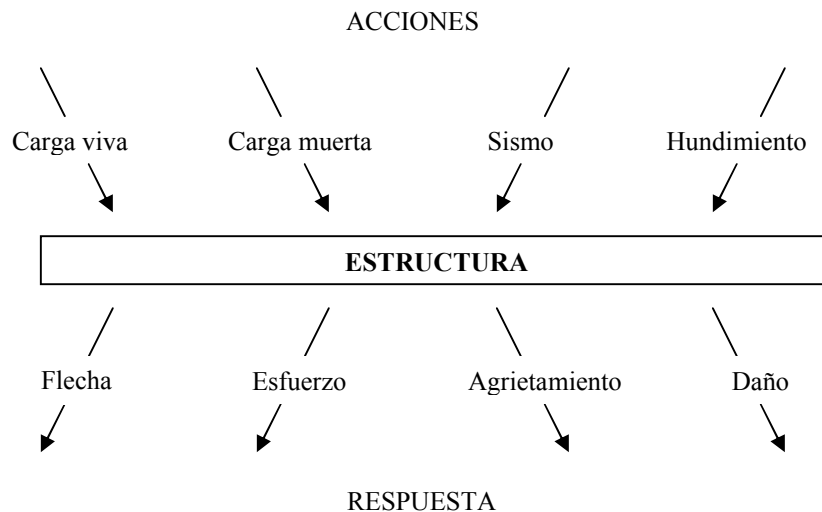 ACCIONES
Carga viva Carga muerta Sismo Hundimiento
ESTRUCTURA
Flecha Esfuerzo Agrietamiento Daño
RESPUESTA